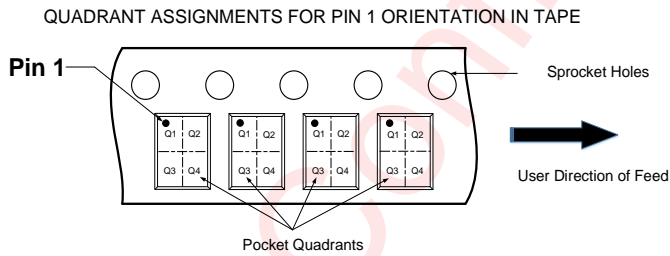 QUADRANT ASSIGNMENTS FOR PIN 1 ORIENTATION IN TAPE
Pin 1
Sprocket Holes
Q1 Q2 Q1 Q2 Q1 Q2 Q1 Q2
Q3 Q4 Q3 Q4 Q3 Q4 Q3 Q4
User Direction of Feed
Pocket Quadrants